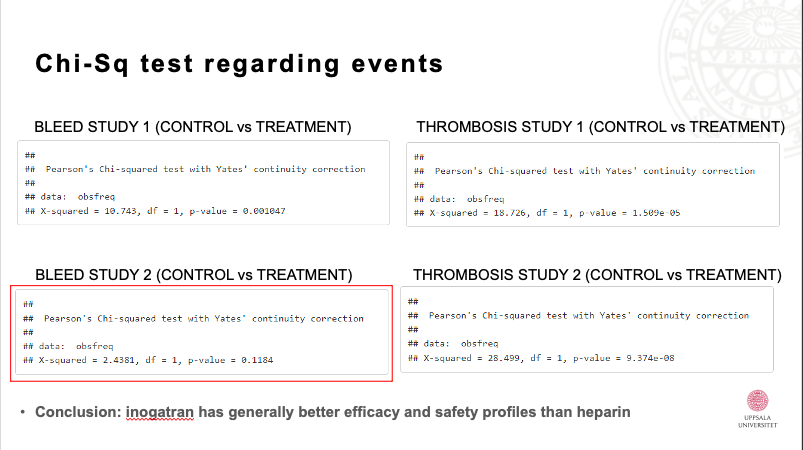 Chi-Sq test regarding events
BLEED STUDY 1 (CONTROL vs TREATMENT)
##
## Pearson's Chi-squared test with Yates' continuity correction
##
## data: obsfreq
## X-squared = 10.743, df = 1, p-value = 0.001047
THROMBOSIS STUDY 1 (CONTROL vs TREATMENT)
##
## Pearson's Chi-squared test with Yates' continuity correction
##
## data: obsfreq
## X-squared = 18.726, df = 1, p-value = 1.509e-05
BLEED STUDY 2 (CONTROL vs TREATMENT)
##
## Pearson's Chi-squared test with Yates' continuity correction
##
## data: obsfreq
## X-squared = 2.4381, df = 1, p-value = 0.1184
THROMBOSIS STUDY 2 (CONTROL vs TREATMENT)
##
## Pearson's Chi-squared test with Yates' continuity correction
##
## data: obsfreq
## X-squared = 28.499, df = 1, p-value = 9.374e-08
• Conclusion: inogatran has generally better efficacy and safety profiles than heparin
UPPSALA
UNIVERSITET